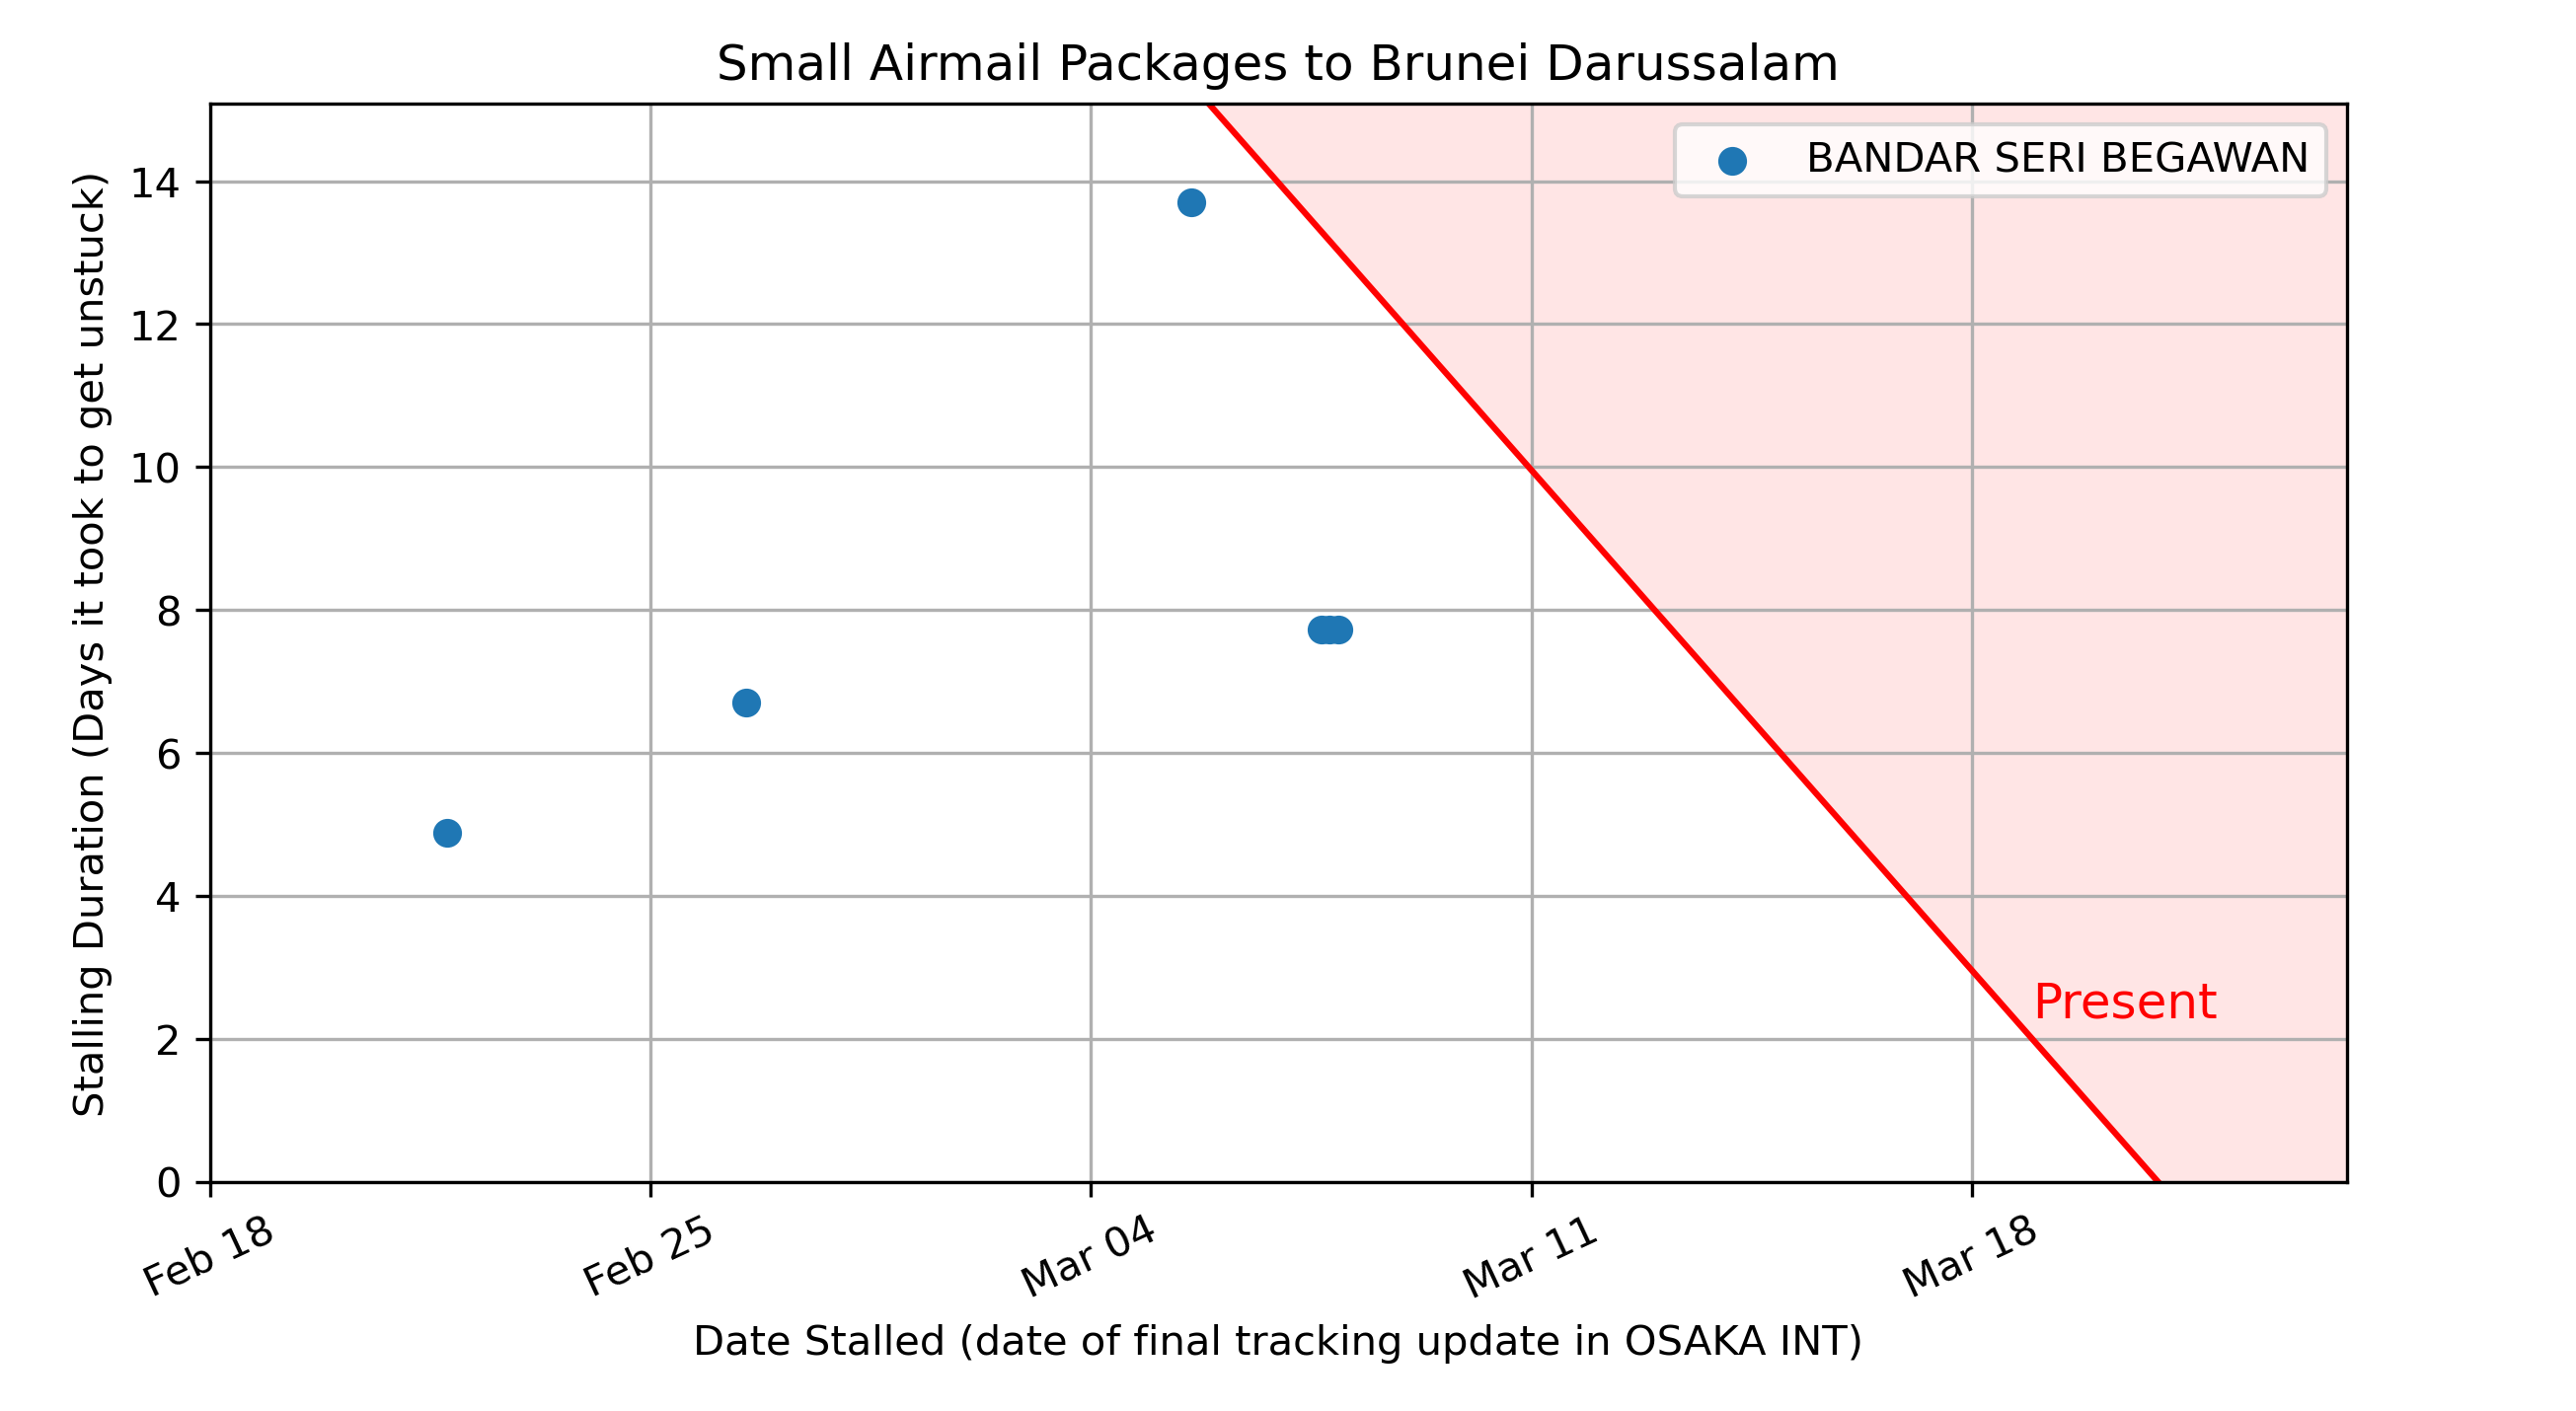 Small Airmail Packages to Brunei Darussalam
BANDAR SERI BEGAWAN
Stalling Duration (Days it took to get unstuck)
14
12
10
8
6
4
2
0
Present
Feb 18
Feb 25
Mar 04
Mar 11
Mar 18
Date Stalled (date of final tracking update in OSAKA INT)